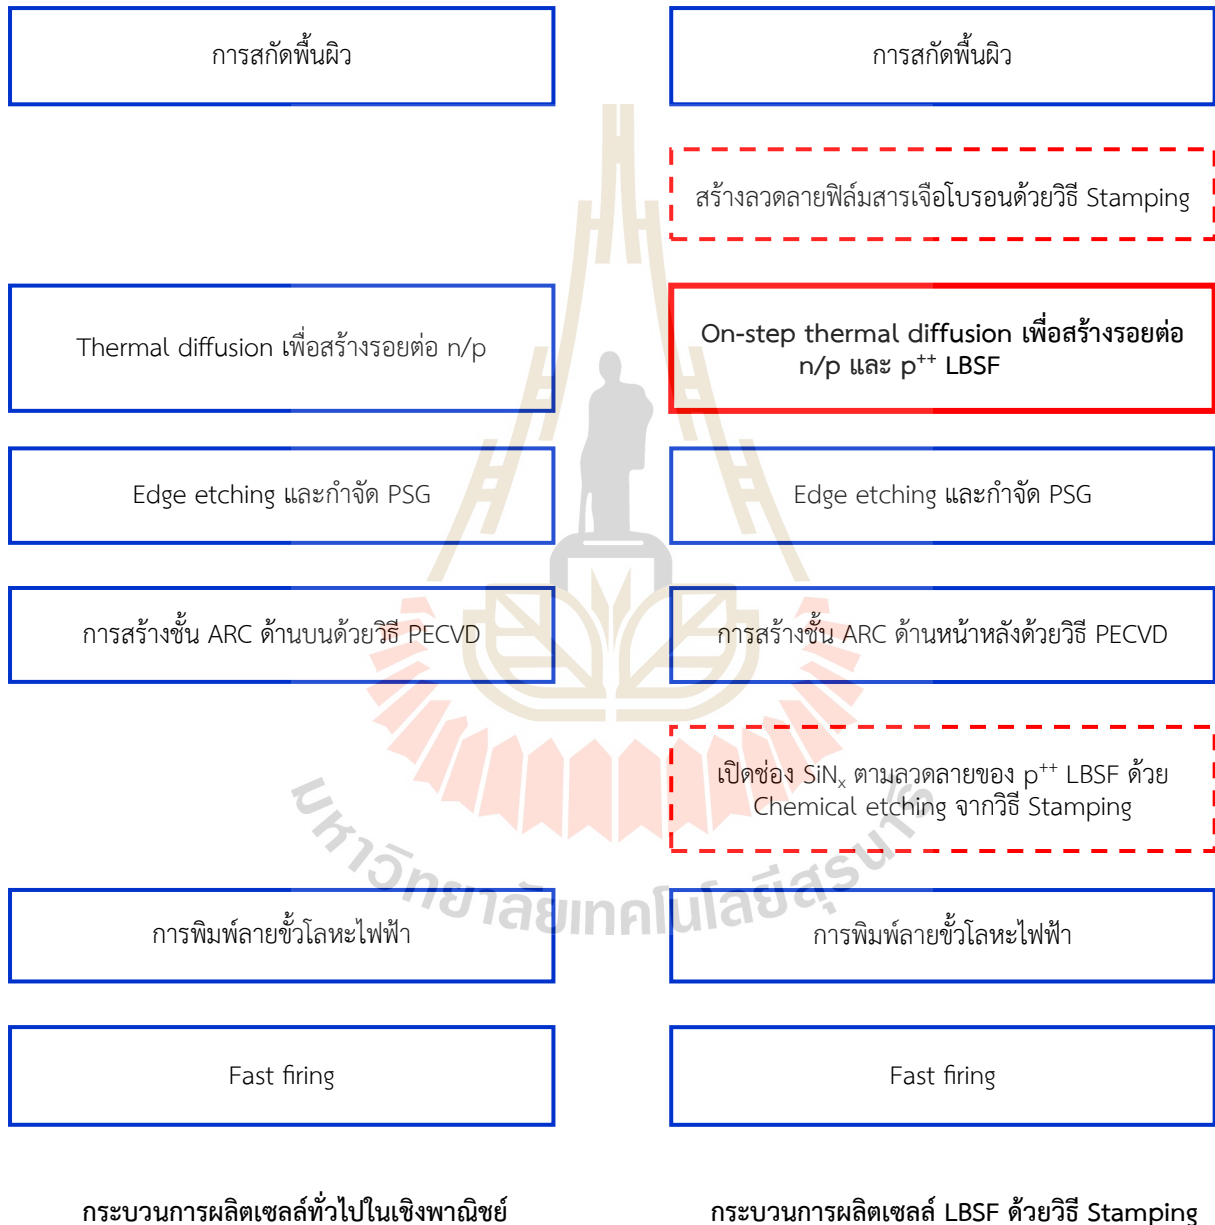 การสกัดพื้นผิว
การสกัดพื้นผิว
สร้างลวดลายฟิล์มสารเจือโบรอนด้วยวิธี Stamping
Thermal diffusion เพื่อสร้างรอยต่อ n/p
On-step thermal diffusion เพื่อสร้างรอยต่อ
n/p และ p⁺⁺ LBSF
Edge etching และกำจัด PSG
Edge etching และกำจัด PSG
การสร้างชั้น ARC ด้านบนด้วยวิธี PECVD
การสร้างชั้น ARC ด้านหน้าหลังด้วยวิธี PECVD
เปิดช่อง SiNₓ ตามลวดลายของ p⁺⁺ LBSF ด้วย
Chemical etching จากวิธี Stamping
มหาวิทยาลัยเทคโนโลยีสุรนารี
การพิมพ์ลายขั้วโลหะไฟฟ้า
การพิมพ์ลายขั้วโลหะไฟฟ้า
Fast firing
Fast firing
กระบวนการผลิตเซลล์ทั่วไปในเชิงพาณิชย์
กระบวนการผลิตเซลล์ LBSF ด้วยวิธี Stamping